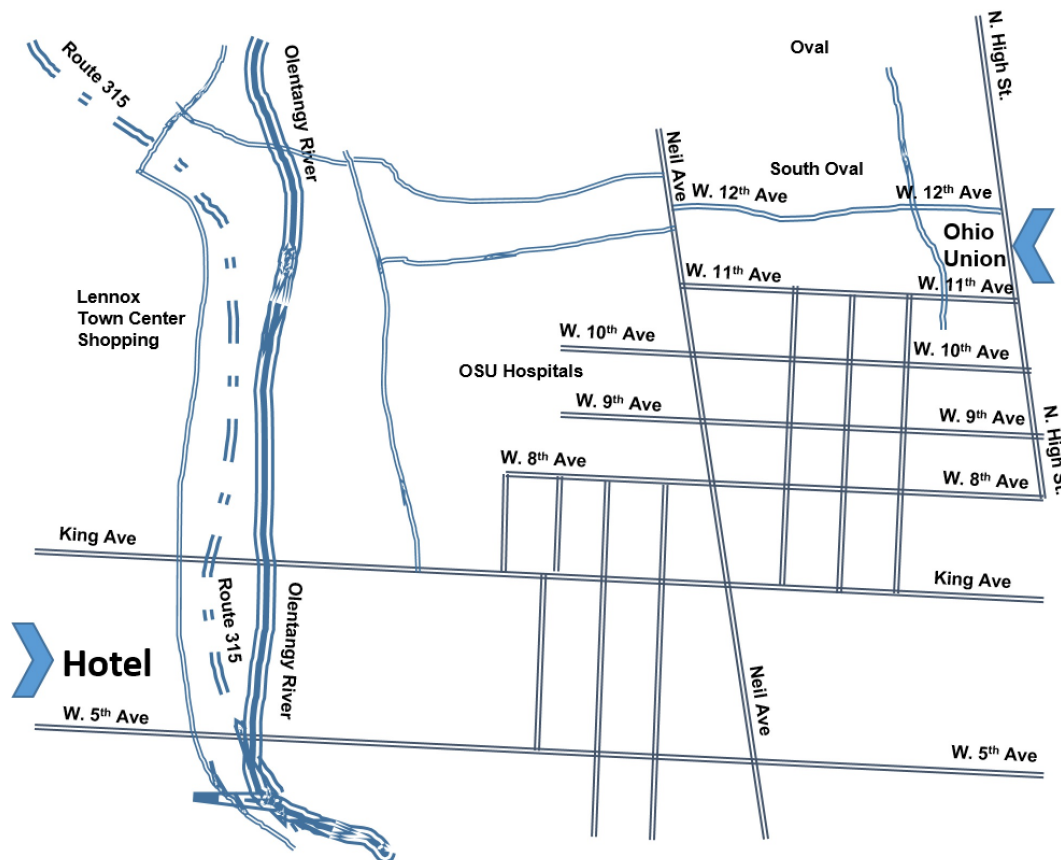 Oval
N. High St.
Route 315
Olentangy River
Neil Ave
South Oval
W. 12th Ave
W. 12th Ave
Ohio
Union
W. 11th Ave
W. 11th Ave
Lennox
Town Center
Shopping
W. 10th Ave
W. 10th Ave
OSU Hospitals
W. 9th Ave
W. 9th Ave
N. High St.
W. 8th Ave
W. 8th Ave
King Ave
King Ave
Route 315
Olentangy River
Hotel
Neil Ave
W. 5th Ave
W. 5th Ave